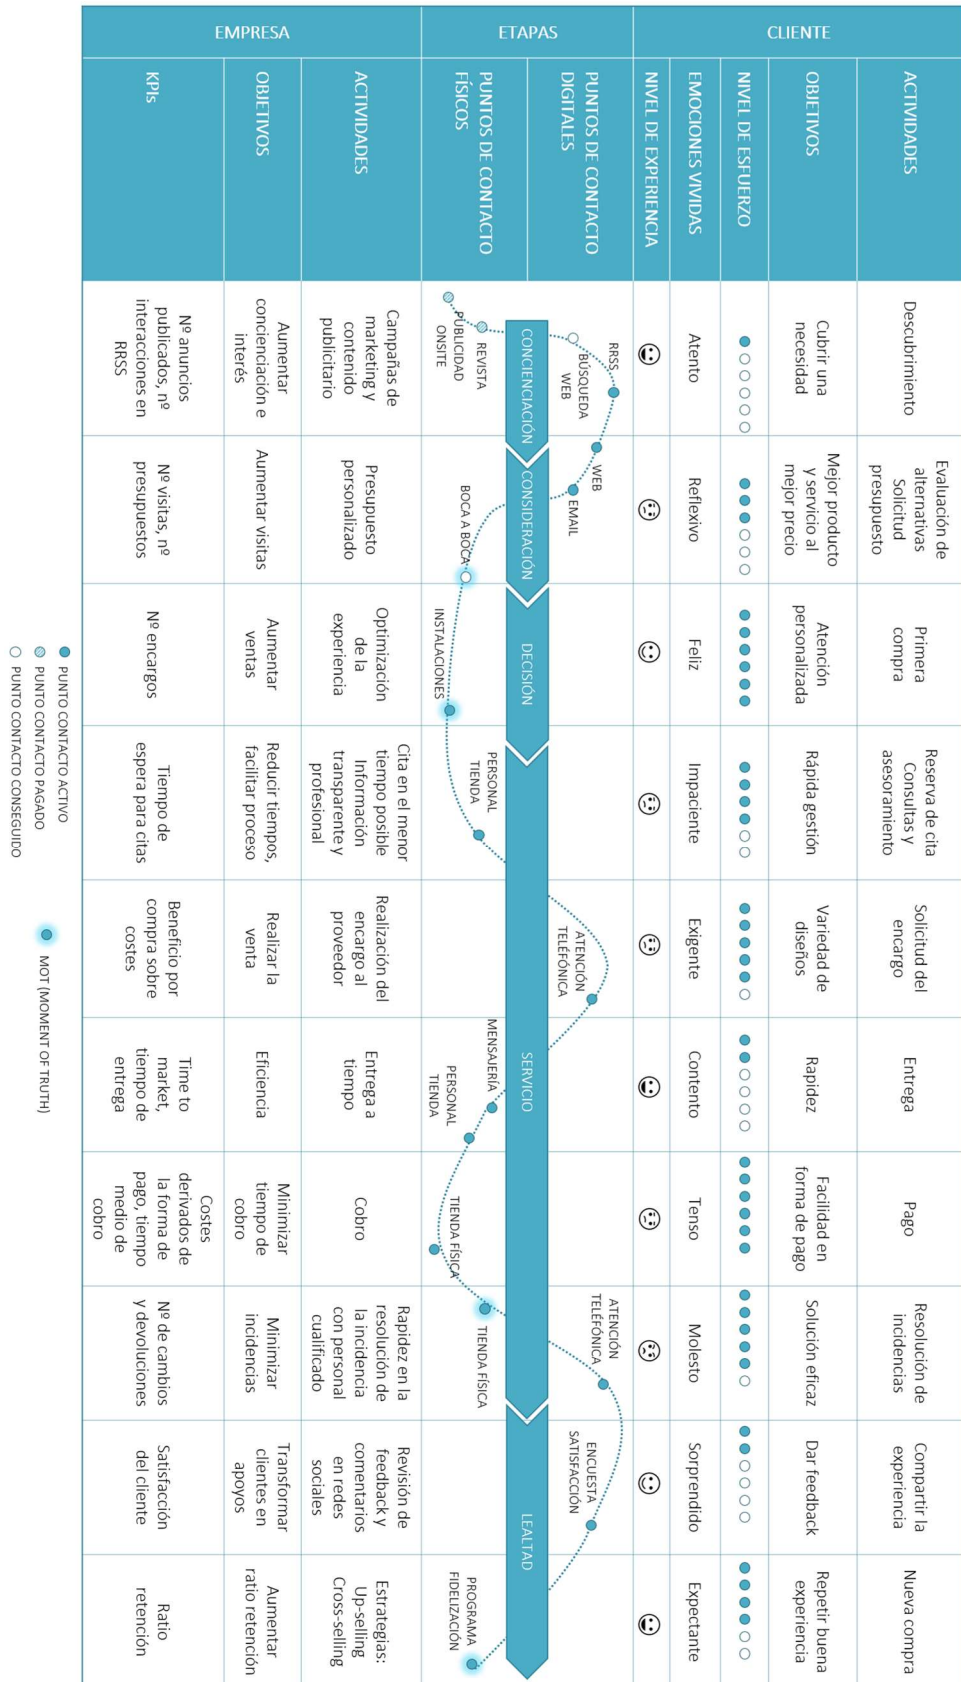 CLIENTE
ACTIVIDADES
Descubrimiento
Evaluación de
alternativas
Solicitud
presupuesto
Primera
compra
Reserva de cita
Consultas y
asesoramiento
Solicitud del
encargo
Entrega
Pago
Resolución de
incidencias
Compartir la
experiencia
Nueva compra
OBJETIVOS
Cubrir una
necesidad
Mejor producto
y servicio al
mejor precio
Atención
personalizada
Rápida gestión
Variedad de
diseños
Rapidez
Facilidad en
forma de pago
Solución eficaz
Dar feedback
Repetir buena
experiencia
NIVEL DE ESFUERZO
EMOCIONES VIVIDAS
Atento
Reflexivo
Feliz
Impaciente
Exigente
Contento
Tenso
Molesto
Sorprendido
Expectante
NIVEL DE EXPERIENCIA
ETAPAS
PUNTOS DE CONTACTO
DIGITALES
RRSS
BÚSQUEDA
WEB
WEB
EMAIL
ATENCIÓN
TELÉFÓNICA
ATENCIÓN
TELÉFÓNICA
ENCUESTA
SATISFACCIÓN
CONCIENCIACIÓN
CONSIDERACIÓN
DECISIÓN
SERVICIO
LEALTAD
PUNTOS DE CONTACTO
FÍSICOS
REVISTA
PUBLICIDAD
ONSITE
BOCA A BOCA
INSTALACIONES
PERSONAL
TIENDA
MENSAJERÍA
PERSONAL
TIENDA
TIENDA FÍSICA
TIENDA FÍSICA
PROGRAMA
FIDELIZACIÓN
EMPRESA
ACTIVIDADES
Campañas de
marketing y
contenido
publicitario
Presupuesto
personalizado
Optimización
de la
experiencia
Cita en el menor
tiempo posible
Información
transparente y
profesional
Realización del
encargo al
proveedor
Entrega a
tiempo
Cobro
Rapidez en la
resolución de
la incidencia
con personal
cualificado
Revisión de
feedback y
comentarios
en redes
sociales
Estrategias:
Up-selling
Cross-selling
OBJETIVOS
Aumentar
concienciación e
interés
Aumentar visitas
Aumentar
ventas
Reducir tiempos,
facilitar proceso
Realizar la
venta
Eficiencia
Minimizar
tiempo de
cobro
Minimizar
incidencias
Transformar
clientes en
apoyos
Aumentar
ratio retención
KPIs
Nº anuncios
publicados, nº
interacciones en
RRSS
Nº visitas, nº
presupuestos
Nº encargos
Tiempo de
espera para citas
Beneficio por
compra sobre
costes
Time to
market,
tiempo de
entrega
Costes
derivados de
la forma de
pago, tiempo
medio de
cobro
Nº de cambios
y devoluciones
Satisfacción
del cliente
Ratio
retención
PUNTO CONTACTO ACTIVO
PUNTO CONTACTO PAGADO
PUNTO CONTACTO CONSEGUIDO
MOT (MOMENT OF TRUTH)